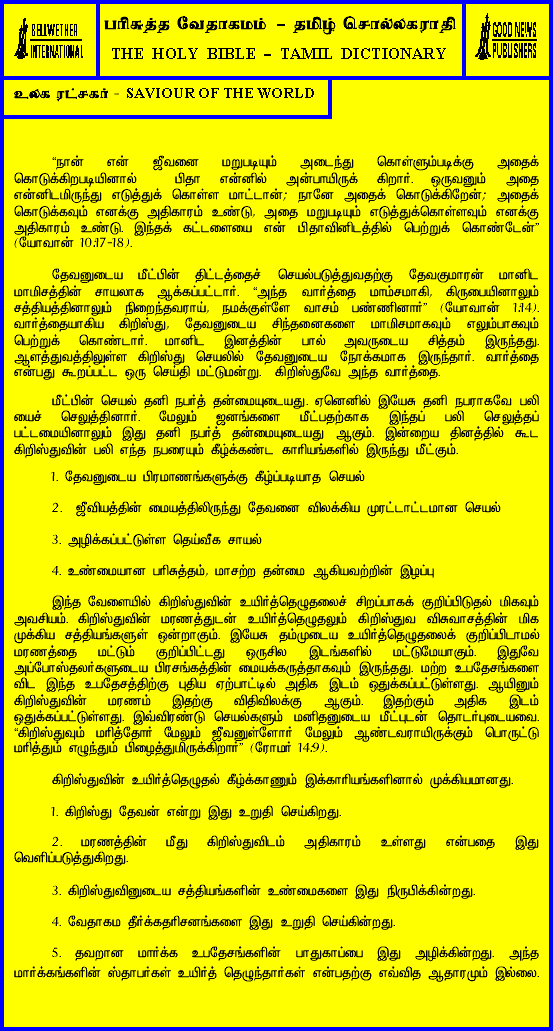 BELLWETHER
INTERNATIONAL
பரிசுத்த வேதாகமம் – தமிழ் சொல்லகராதி
THE HOLY BIBLE – TAMIL DICTIONARY
GOOD NEWS
PUBLISHERS
உலக ரட்சகர் - SAVIOUR OF THE WORLD
“நான் என் ஜீவனை மறுபடியும் அடைந்து கொள்ளும்படிக்கு அதைக்
கொடுக்கிறபடியினால் பிதா என்னில் அன்பாயிருக் கிறார். ஒருவனும் அதை
என்னிடமிருந்து எடுத்துக் கொள்ள மாட்டான்; நானே அதைக் கொடுக்கிறேன்; அதைக்
கொடுக்கவும் எனக்கு அதிகாரம் உண்டு, அதை மறுபடியும் எடுத்துக்கொள்ளவும் எனக்கு
அதிகாரம் உண்டு. இந்தக் கட்டளையை என் பிதாவினிடத்தில் பெற்றுக் கொண்டேன்”
(யோவான் 10:17-18).
தேவனுடைய மீட்பின் திட்டத்தைச் செயல்படுத்துவதற்கு தேவகுமாரன் மானிட
மாமிசத்தின் சாயலாக ஆக்கப்பட்டார். “அந்த வார்த்தை மாம்சமாகி, கிருபையினாலும்
சத்தியத்தினாலும் நிறைந்தவராய், நமக்குள்ளே வாசம் பண்ணினார்” (யோவான் 1:14).
வார்த்தையாகிய கிறிஸ்து, தேவனுடைய சிந்தனைகளை மாமிசமாகவும் எலும்பாகவும்
பெற்றுக் கொண்டார். மானிட இனத்தின் பால் அவருடைய சித்தம் இருந்தது.
ஆளத்துவத்திலுள்ள கிறிஸ்து செயலில் தேவனுடைய நோக்கமாக இருந்தார். வார்த்தை
என்பது கூறப்பட்ட ஒரு செய்தி மட்டுமன்று. கிறிஸ்துவே அந்த வார்த்தை.
மீட்பின் செயல் தனி நபர்த் தன்மையுடையது. ஏனெனில் இயேசு தனி நபராகவே பலி
யைச் செலுத்தினார். மேலும் ஜனங்களை மீட்பதற்காக இந்தப் பலி செலுத்தப்
பட்டமையினாலும் இது தனி நபர்த் தன்மையுடையது ஆகும். இன்றைய தினத்தில் கூட
கிறிஸ்துவின் பலி எந்த நபரையும் கீழ்க்கண்ட காரியங்களில் இருந்து மீட்கும்.
1. தேவனுடைய பிரமாணங்களுக்கு கீழ்ப்படியாத செயல்
2. ஜீவியத்தின் மையத்திலிருந்து தேவனை விலக்கிய முரட்டாட்டமான செயல்
3. அழிக்கப்பட்டுள்ள தெய்வீக சாயல்
4. உண்மையான பரிசுத்தம், மாசற்ற தன்மை ஆகியவற்றின் இழப்பு
இந்த வேளையில் கிறிஸ்துவின் உயிர்த்தெழுதலைச் சிறப்பாகக் குறிப்பிடுதல் மிகவும்
அவசியம். கிறிஸ்துவின் மரணத்துடன் உயிர்த்தெழுதலும் கிறிஸ்துவ விசுவாசத்தின் மிக
முக்கிய சத்தியங்களுள் ஒன்றாகும். இயேசு தம்முடைய உயிர்த்தெழுதலைக் குறிப்பிடாமல்
மரணத்தை மட்டும் குறிப்பிட்டது ஒருசில இடங்களில் மட்டுமேயாகும். இதுவே
அப்போஸ்தலர்களுடைய பிரசங்கத்தின் மையக்கருத்தாகவும் இருந்தது. மற்ற உபதேசங்களை
விட இந்த உபதேசத்திற்கு புதிய ஏற்பாட்டில் அதிக இடம் ஒதுக்கப்பட்டுள்ளது. ஆயினும்
கிறிஸ்துவின் மரணம் இதற்கு விதிவிலக்கு ஆகும். இதற்கும் அதிக இடம்
ஒதுக்கப்பட்டுள்ளது. இவ்விரண்டு செயல்களும் மனிதனுடைய மீட்புடன் தொடர்புடையவை.
“கிறிஸ்துவும் மரித்தோர் மேலும் ஜீவனுள்ளோர் மேலும் ஆண்டவராயிருக்கும் பொருட்டு
மரித்தும் எழுந்தும் பிழைத்துமிருக்கிறார்” (ரோமர் 14:9).
கிறிஸ்துவின் உயிர்த்தெழுதல் கீழ்க்காணும் இக்காரியங்களினால் முக்கியமானது.
1. கிறிஸ்து தேவன் என்று இது உறுதி செய்கிறது.
2. மரணத்தின் மீது கிறிஸ்துவிடம் அதிகாரம் உள்ளது என்பதை இது
வெளிப்படுத்துகிறது.
3. கிறிஸ்துவினுடைய சத்தியங்களின் உண்மைகளை இது நிருபிக்கின்றது.
4. வேதாகம தீர்க்கதரிசனங்களை இது உறுதி செய்கின்றது.
5. தவறான மார்க்க உபதேசங்களின் பாதுகாப்பை இது அழிக்கின்றது. அந்த
மார்க்கங்களின் ஸ்தாபர்கள் உயிர்த் தெழுந்தார்கள் என்பதற்கு எவ்வித ஆதாரமும் இல்லை.